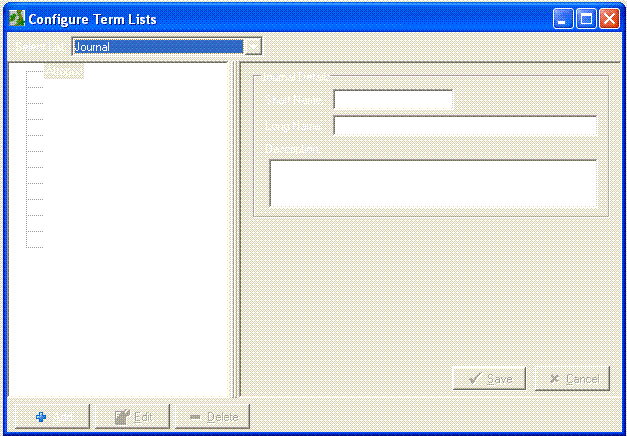 Configure Term Lists
Select List: Journal
Journal Details
Short Name
Long Name
Description
Save Cancel
Add Edit Delete